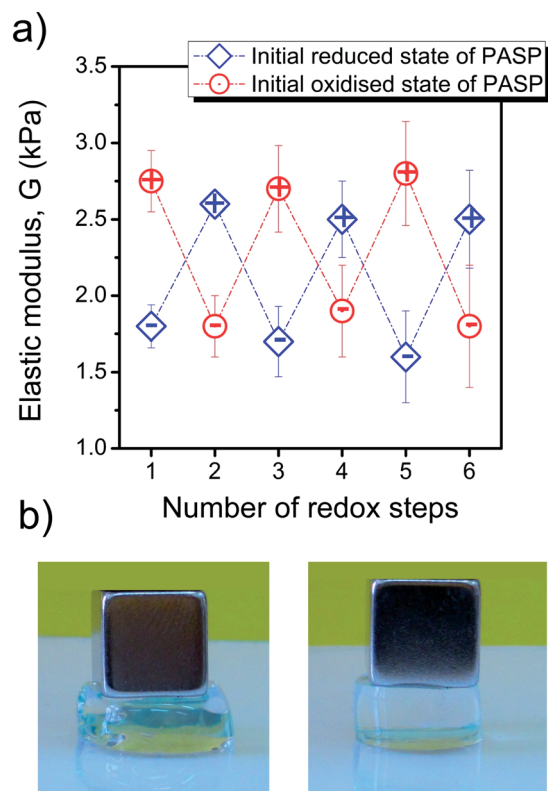 a)
Initial reduced state of PASP
Initial oxidised state of PASP
3.5
3.0
2.5
2.0
1.5
1.0
Elastic modulus, G (kPa)
1 2 3 4 5 6
Number of redox steps
b)